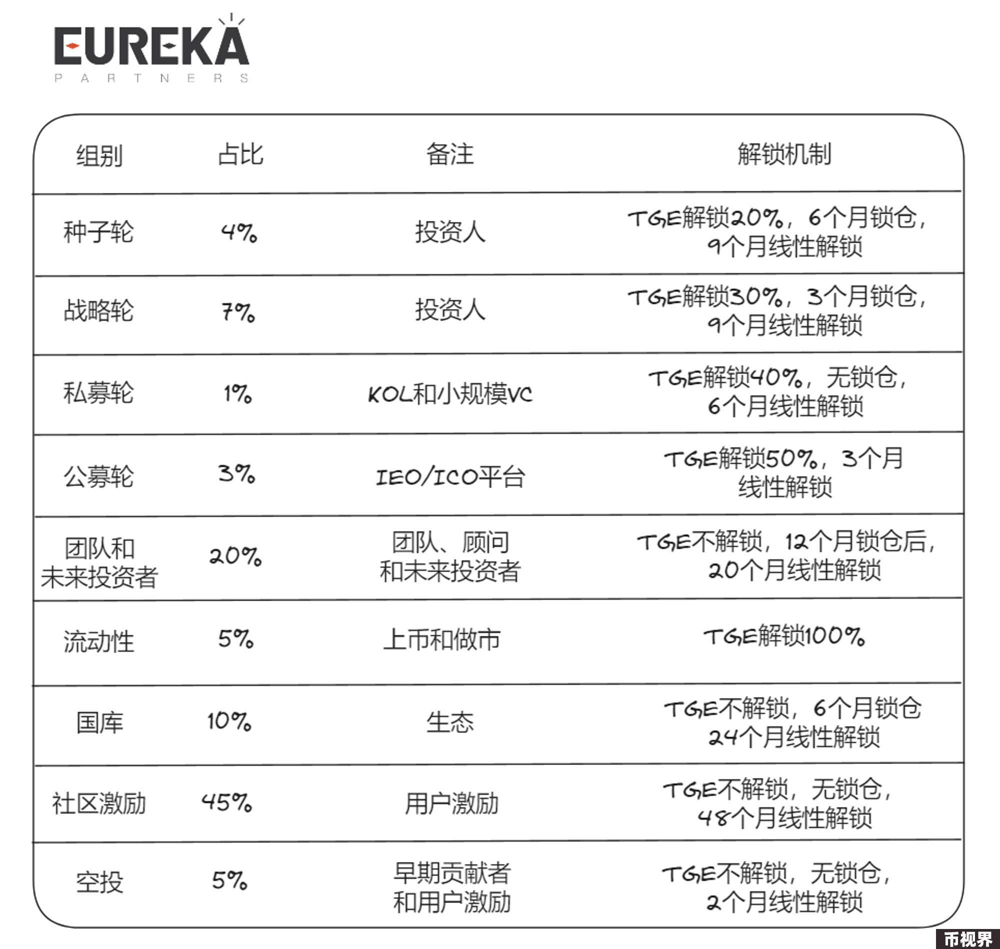 EUREKA
PARTNERS
组别 占比 备注 解锁机制
种子轮 4% 投资人 TGE解锁20%，6个月锁仓，
9个月线性解锁
战略轮 7% 投资人 TGE解锁30%，3个月锁仓，
9个月线性解锁
私募轮 1% KOL和小规模VC TGE解锁40%，无锁仓，
6个月线性解锁
公募轮 3% IEO/ICO平台 TGE解锁50%，3个月
线性解锁
团队和
未来投资者 20% 团队、顾问
和未来投资者 TGE不解锁，12个月锁仓后，
20个月线性解锁
流动性 5% 上币和做市 TGE解锁100%
国库 10% 生态 TGE不解锁，6个月锁仓
24个月线性解锁
社区激励 45% 用户激励 TGE不解锁，无锁仓，
48个月线性解锁
空投 5% 早期贡献者
和用户激励 TGE不解锁，无锁仓，
2个月线性解锁
币视界